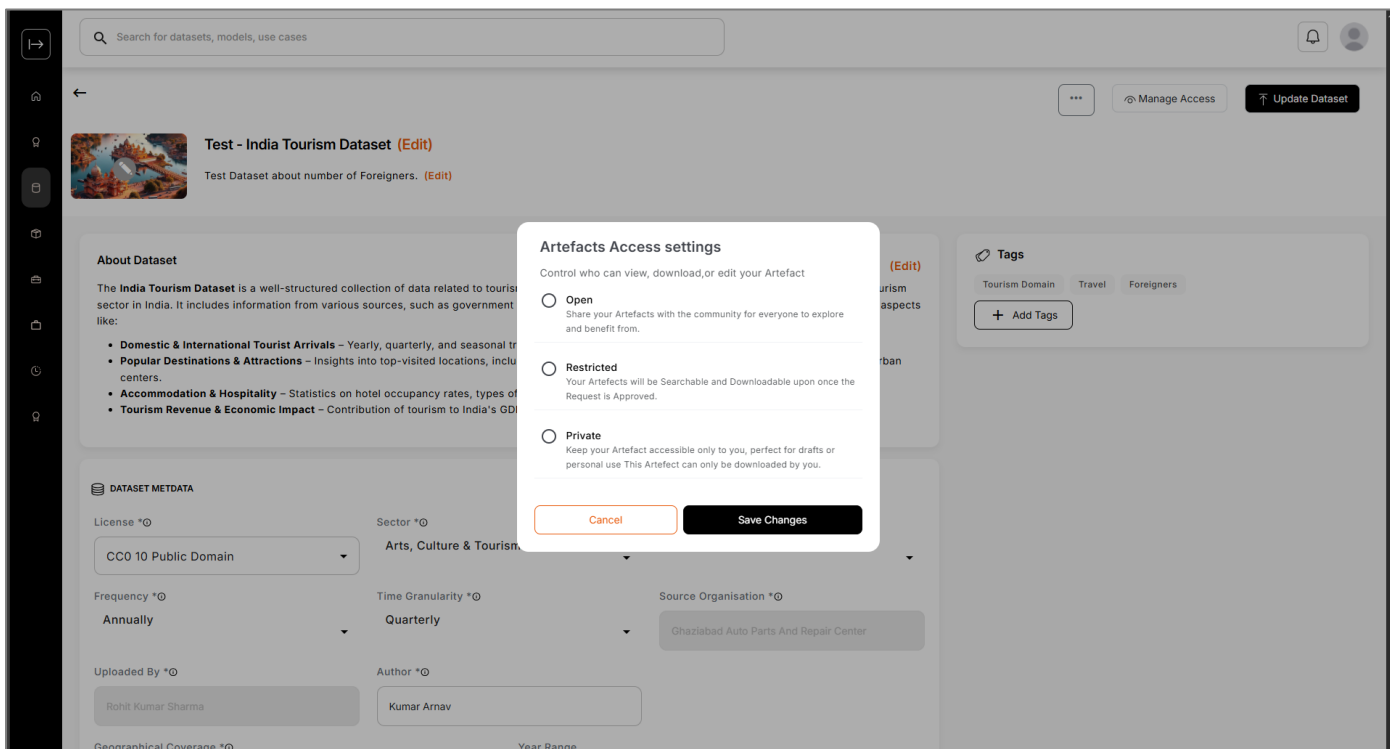 Search for datasets, models, use cases
Manage Access
Update Dataset
Test - India Tourism Dataset (Edit)
Test Dataset about number of Foreigners. (Edit)
Artefacts Access settings
Control who can view, download,or edit your Artefact
Open
Share your Artefacts with the community for everyone to explore
and benefit from.
Restricted
Your Artefects will be Searchable and Downloadable upon once the
Request is Approved.
Private
Keep your Artefact accessible only to you, perfect for drafts or
personal use This Artefect can only be downloaded by you.
Cancel
Save Changes
About Dataset
(Edit)
The India Tourism Dataset is a well-structured collection of data related to touris urism
sector in India. It includes information from various sources, such as government aspects
like:
• Domestic & International Tourist Arrivals – Yearly, quarterly, and seasonal tr
• Popular Destinations & Attractions – Insights into top-visited locations, inclu rban
centers.
• Accommodation & Hospitality – Statistics on hotel occupancy rates, types of
• Tourism Revenue & Economic Impact – Contribution of tourism to India's GD
Tags
Tourism Domain Travel Foreigners
+ Add Tags
DATASET METDATA
License *
Sector *
CC0 10 Public Domain
Arts, Culture & Tourism
Frequency *
Time Granularity *
Source Organisation *
Annually
Quarterly
Ghaziabad Auto Parts And Repair Center
Uploaded By *
Author *
Rohit Kumar Sharma
Kumar Arnav
Geographical Coverage *
Year Range